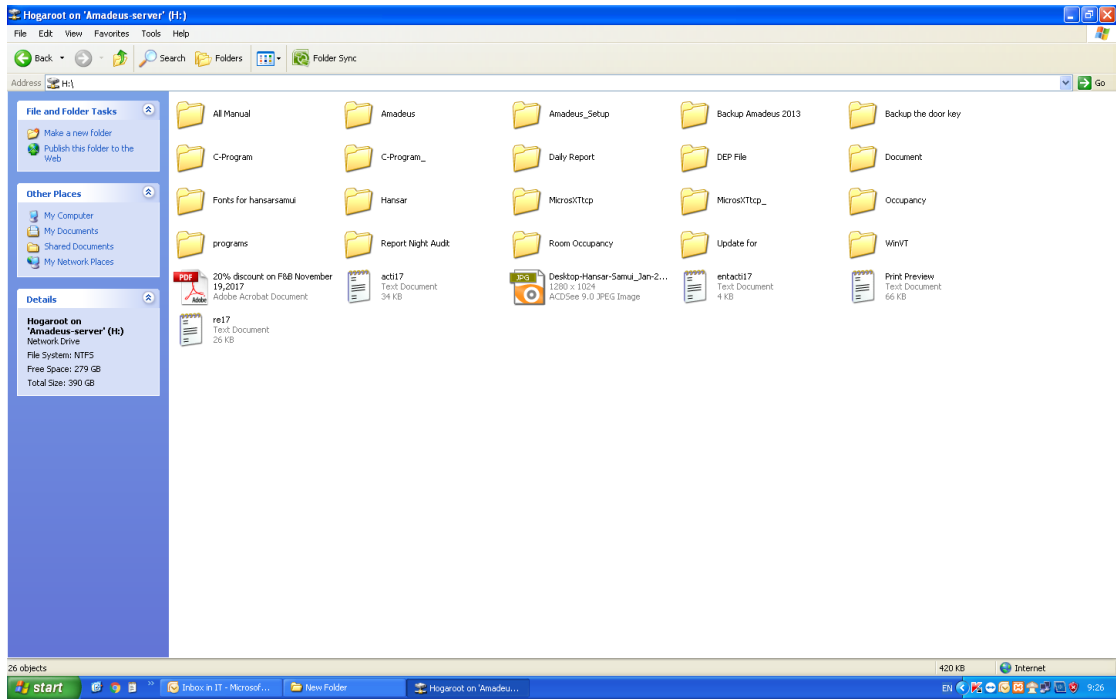 Hogaroot on 'Amadeus-server' (H:)
File Edit View Favorites Tools Help
Back Search Folders Folder Sync
Address H:\ Go
File and Folder Tasks
Make a new folder
Publish this folder to the
Web
Other Places
My Computer
My Documents
Shared Documents
My Network Places
Details
Hogaroot on
'Amadeus-server' (H:)
Network Drive
File System: NTFS
Free Space: 279 GB
Total Size: 390 GB
All Manual
Amadeus
Amadeus_Setup
Backup Amadeus 2013
Backup the door key
C-Program
C-Program_
Daily Report
DEP File
Document
Fonts for hansarsamui
Hansar
MicrosXTtcp
MicrosXTtcp_
Occupancy
programs
Report Night Audit
Room Occupancy
Update for
WinVT
PDF
Adobe
20% discount on F&B November
19,2017
Adobe Acrobat Document
acti17
Text Document
34 KB
JPG
Desktop-Hansar-Samui_Jan-2...
1280 x 1024
ACDSee 9.0 JPEG Image
entacti17
Text Document
4 KB
Print Preview
Text Document
66 KB
re17
Text Document
26 KB
26 objects 420 KB Internet
start Inbox in IT - Microsof... New Folder Hogaroot on 'Amadeu... EN 9:26